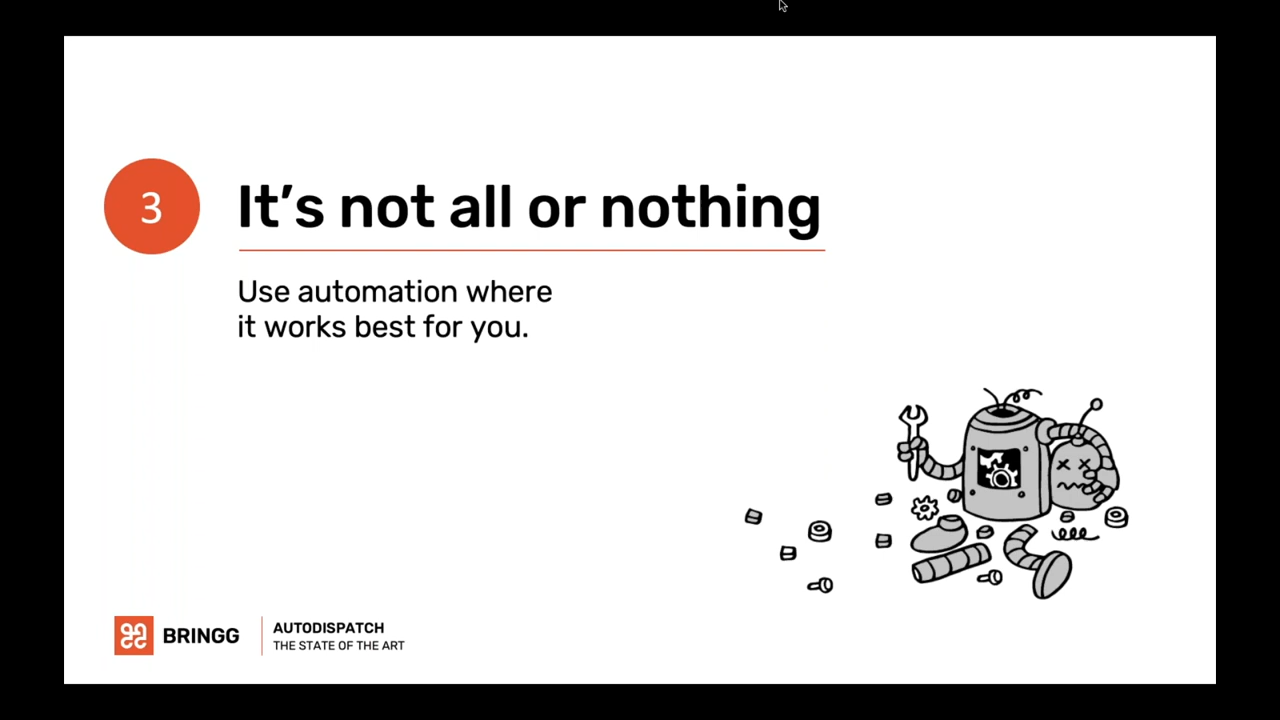 3
It’s not all or nothing
Use automation where
it works best for you.
BRINGG
AUTODISPATCH
THE STATE OF THE ART